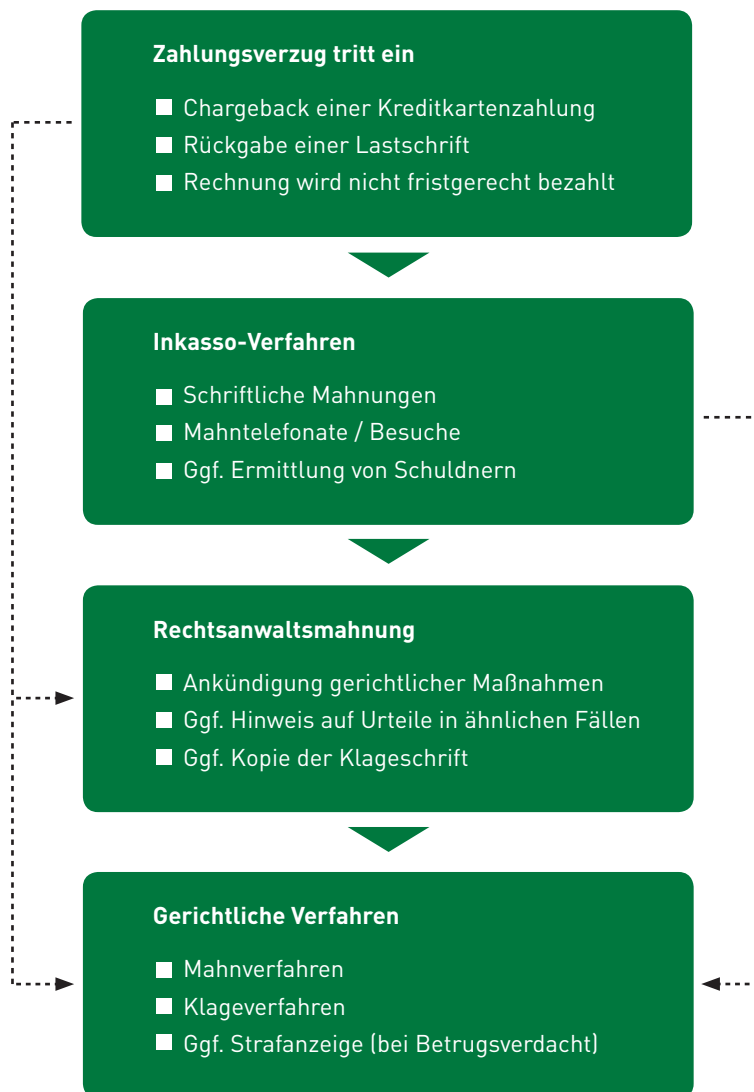 Zahlungsverzug tritt ein
Chargeback einer Kreditkartenzahlung
Rückgabe einer Lastschrift
Rechnung wird nicht fristgerecht bezahlt
Inkasso-Verfahren
Schriftliche Mahnungen
Mahntelefonate / Besuche
Ggf. Ermittlung von Schuldnern
Rechtsanwaltsmahnung
Ankündigung gerichtlicher Maßnahmen
Ggf. Hinweis auf Urteile in ähnlichen Fällen
Ggf. Kopie der Klageschrift
Gerichtliche Verfahren
Mahnverfahren
Klageverfahren
Ggf. Strafanzeige (bei Betrugsverdacht)